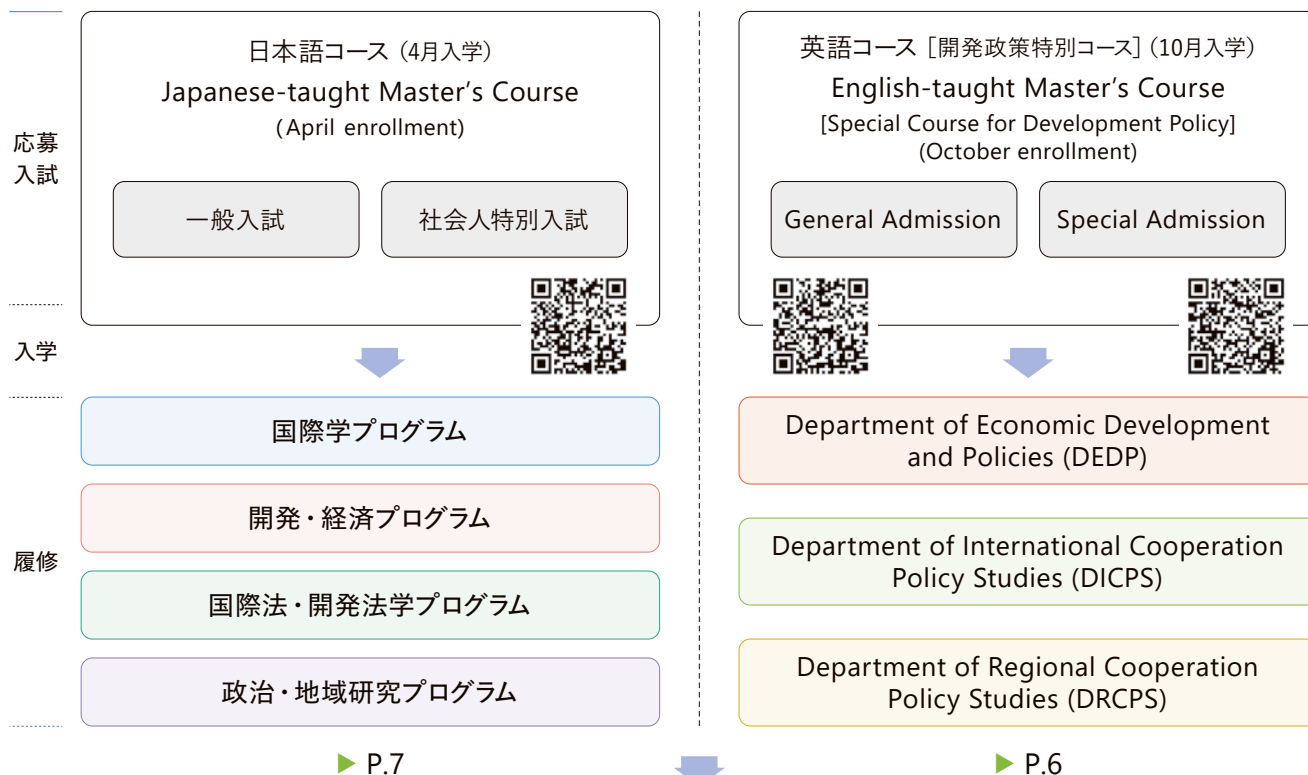 応募
入試
日本語コース（4月入学）
Japanese-taught Master’s Course
(April enrollment)
一般入試
社会人特別入試
英語コース［開発政策特別コース］（10月入学）
English-taught Master’s Course
[Special Course for Development Policy]
(October enrollment)
General Admission
Special Admission
入学
履修
国際学プログラム
開発・経済プログラム
国際法・開発法学プログラム
政治・地域研究プログラム
▶ P.7
Department of Economic Development
and Policies (DEDP)
Department of International Cooperation
Policy Studies (DICPS)
Department of Regional Cooperation
Policy Studies (DRCPS)
▶ P.6